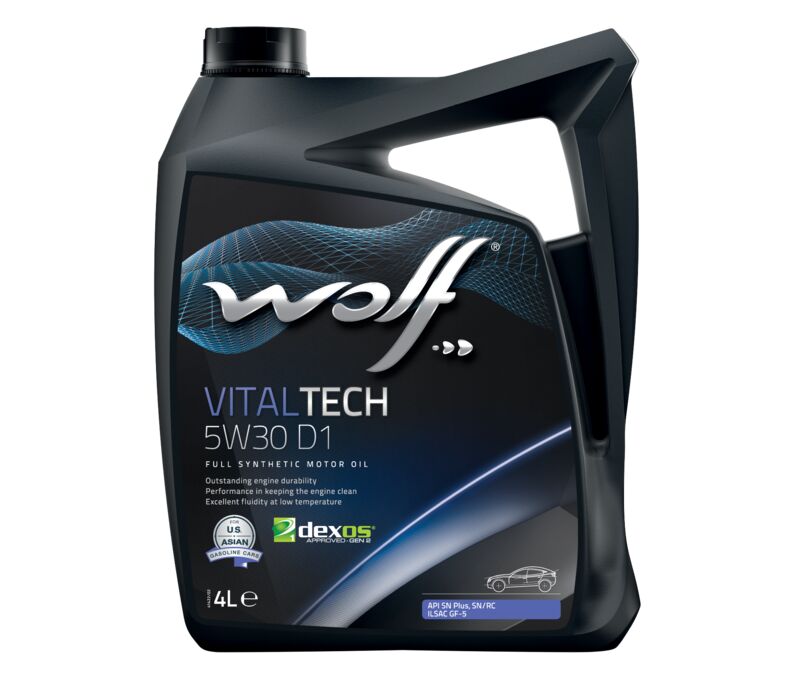 wolf ®
VITALTECH
5W30 D1
FULL SYNTHETIC MOTOR OIL
Outstanding engine durability
Performance in keeping the engine clean
Excellent fluidity at low temperature
FOR
U.S.
ASIAN
GASOLINE CARS
2 dexos®
APPROVED - GEN 2
4L e
API SN Plus, SN/RC
ILSAC GF-5